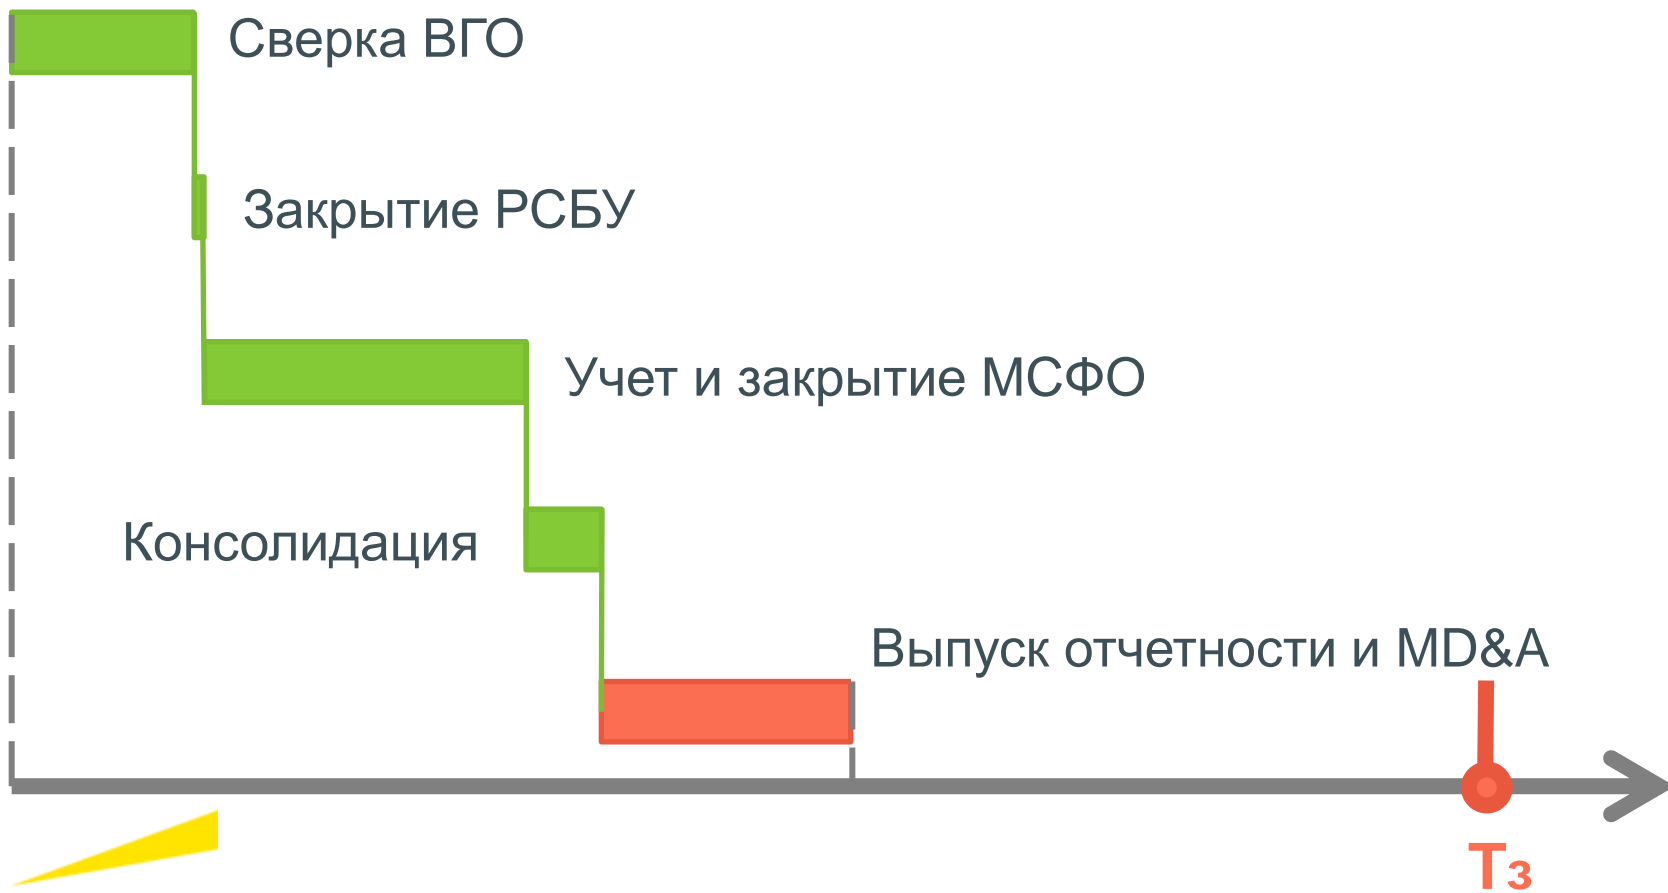 Сверка ВГО
Закрытие РСБУ
Учет и закрытие МСФО
Консолидация
Выпуск отчетности и MD&A
Тз